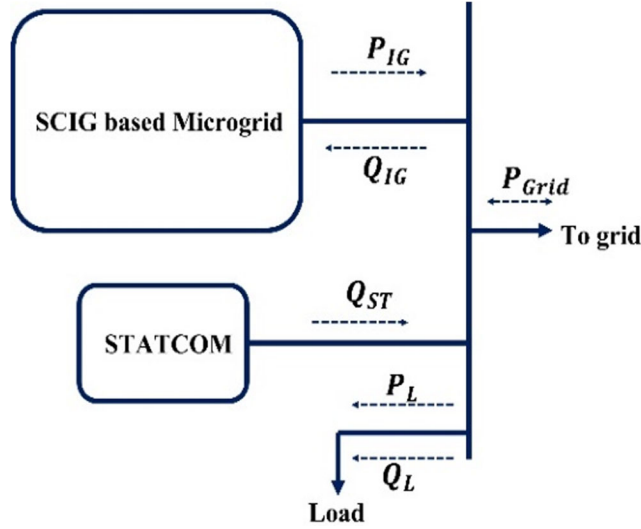 P_IG
SCIG based Microgrid
Q_IG
P_Grid
To grid
Q_ST
STATCOM
P_L
Q_L
Load